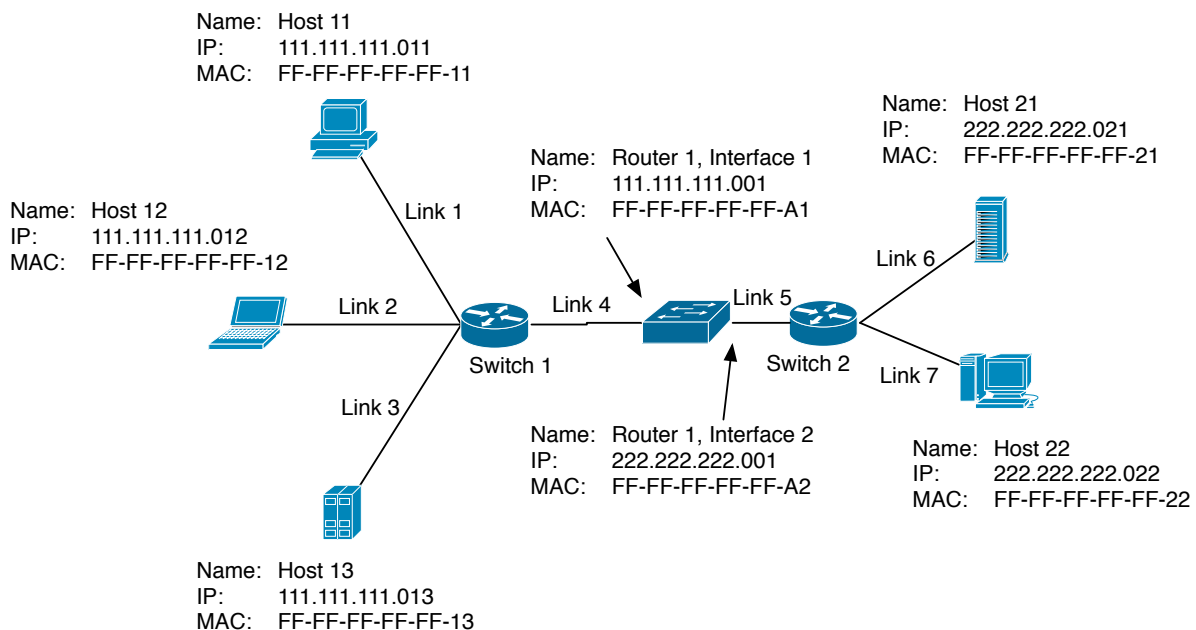 Name: Host 11
IP: 111.111.111.011
MAC: FF-FF-FF-FF-FF-11
Name: Host 21
IP: 222.222.222.021
MAC: FF-FF-FF-FF-FF-21
Name: Router 1, Interface 1
IP: 111.111.111.001
MAC: FF-FF-FF-FF-FF-A1
Name: Host 12
IP: 111.111.111.012
MAC: FF-FF-FF-FF-FF-12
Link 1
Link 6
Link 2
Link 4
Link 5
Switch 1
Switch 2
Link 7
Link 3
Name: Router 1, Interface 2
IP: 222.222.222.001
MAC: FF-FF-FF-FF-FF-A2
Name: Host 22
IP: 222.222.222.022
MAC: FF-FF-FF-FF-FF-22
Name: Host 13
IP: 111.111.111.013
MAC: FF-FF-FF-FF-FF-13